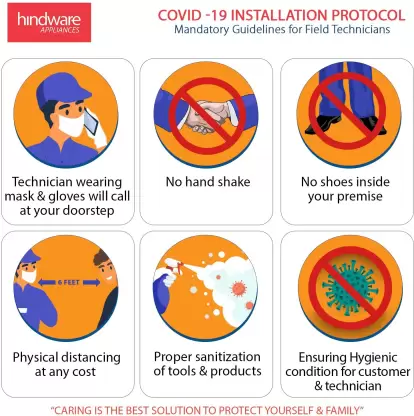 hindware
APPLIANCES
COVID -19 INSTALLATION PROTOCOL
Mandatory Guidelines for Field Technicians
Technician wearing
mask & gloves will call
at your doorstep
No hand shake
No shoes inside
your premise
6 FEET
Physical distancing
at any cost
Proper sanitization
of tools & products
Ensuring Hygienic
condition for customer
& technician
“CARING IS THE BEST SOLUTION TO PROTECT YOURSELF & FAMILY”